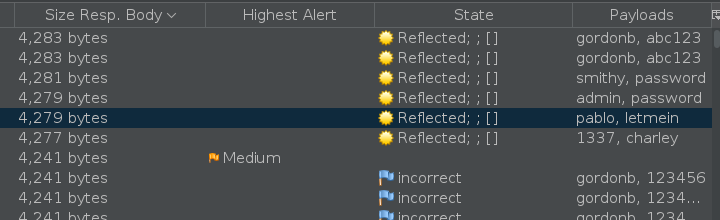 Size Resp. Body Highest Alert State Payloads
4,283 bytes Reflected; ; [] gordonb, abc123
4,283 bytes Reflected; ; [] gordonb, abc123
4,281 bytes Reflected; ; [] smithy, password
4,279 bytes Reflected; ; [] admin, password
4,279 bytes Reflected; ; [] pablo, letmein
4,277 bytes Reflected; ; [] 1337, charley
4,241 bytes Medium
4,241 bytes incorrect gordonb, 123456
4,241 bytes incorrect gordonb, 1234...
4,241 bytes incorrect gordonb, 1234...